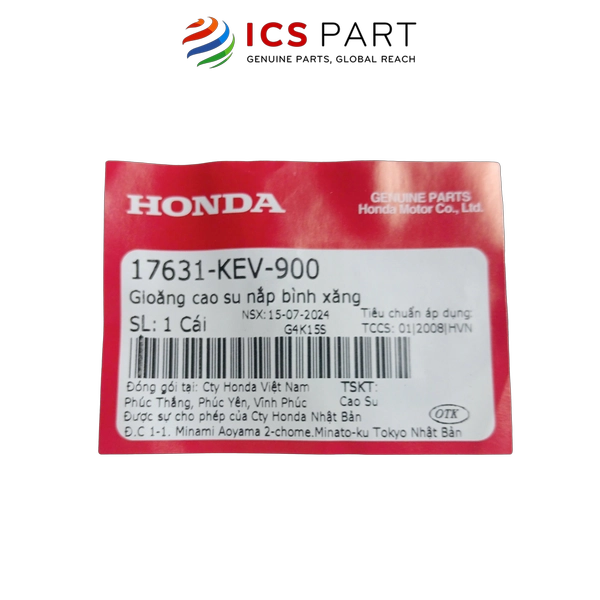 ICS PART
GENUINE PARTS, GLOBAL REACH
HONDA
GENUINE PARTS
Honda Motor Co., Ltd.
17631-KEV-900
Gioăng cao su nắp bình xăng
SL: 1 Cái
NSX: 15-07-2024
G4K15S
Tiêu chuẩn áp dụng:
TCCS: 01|2008|HVN
Đóng gói tại: Cty Honda Việt Nam
Phúc Thắng, Phúc Yên, Vĩnh Phúc
TSKT:
Cao Su
Được sự cho phép của Cty Honda Nhật Bản
Đ.C 1-1. Minami Aoyama 2-chome.Minato-ku Tokyo Nhật Bản
OTK